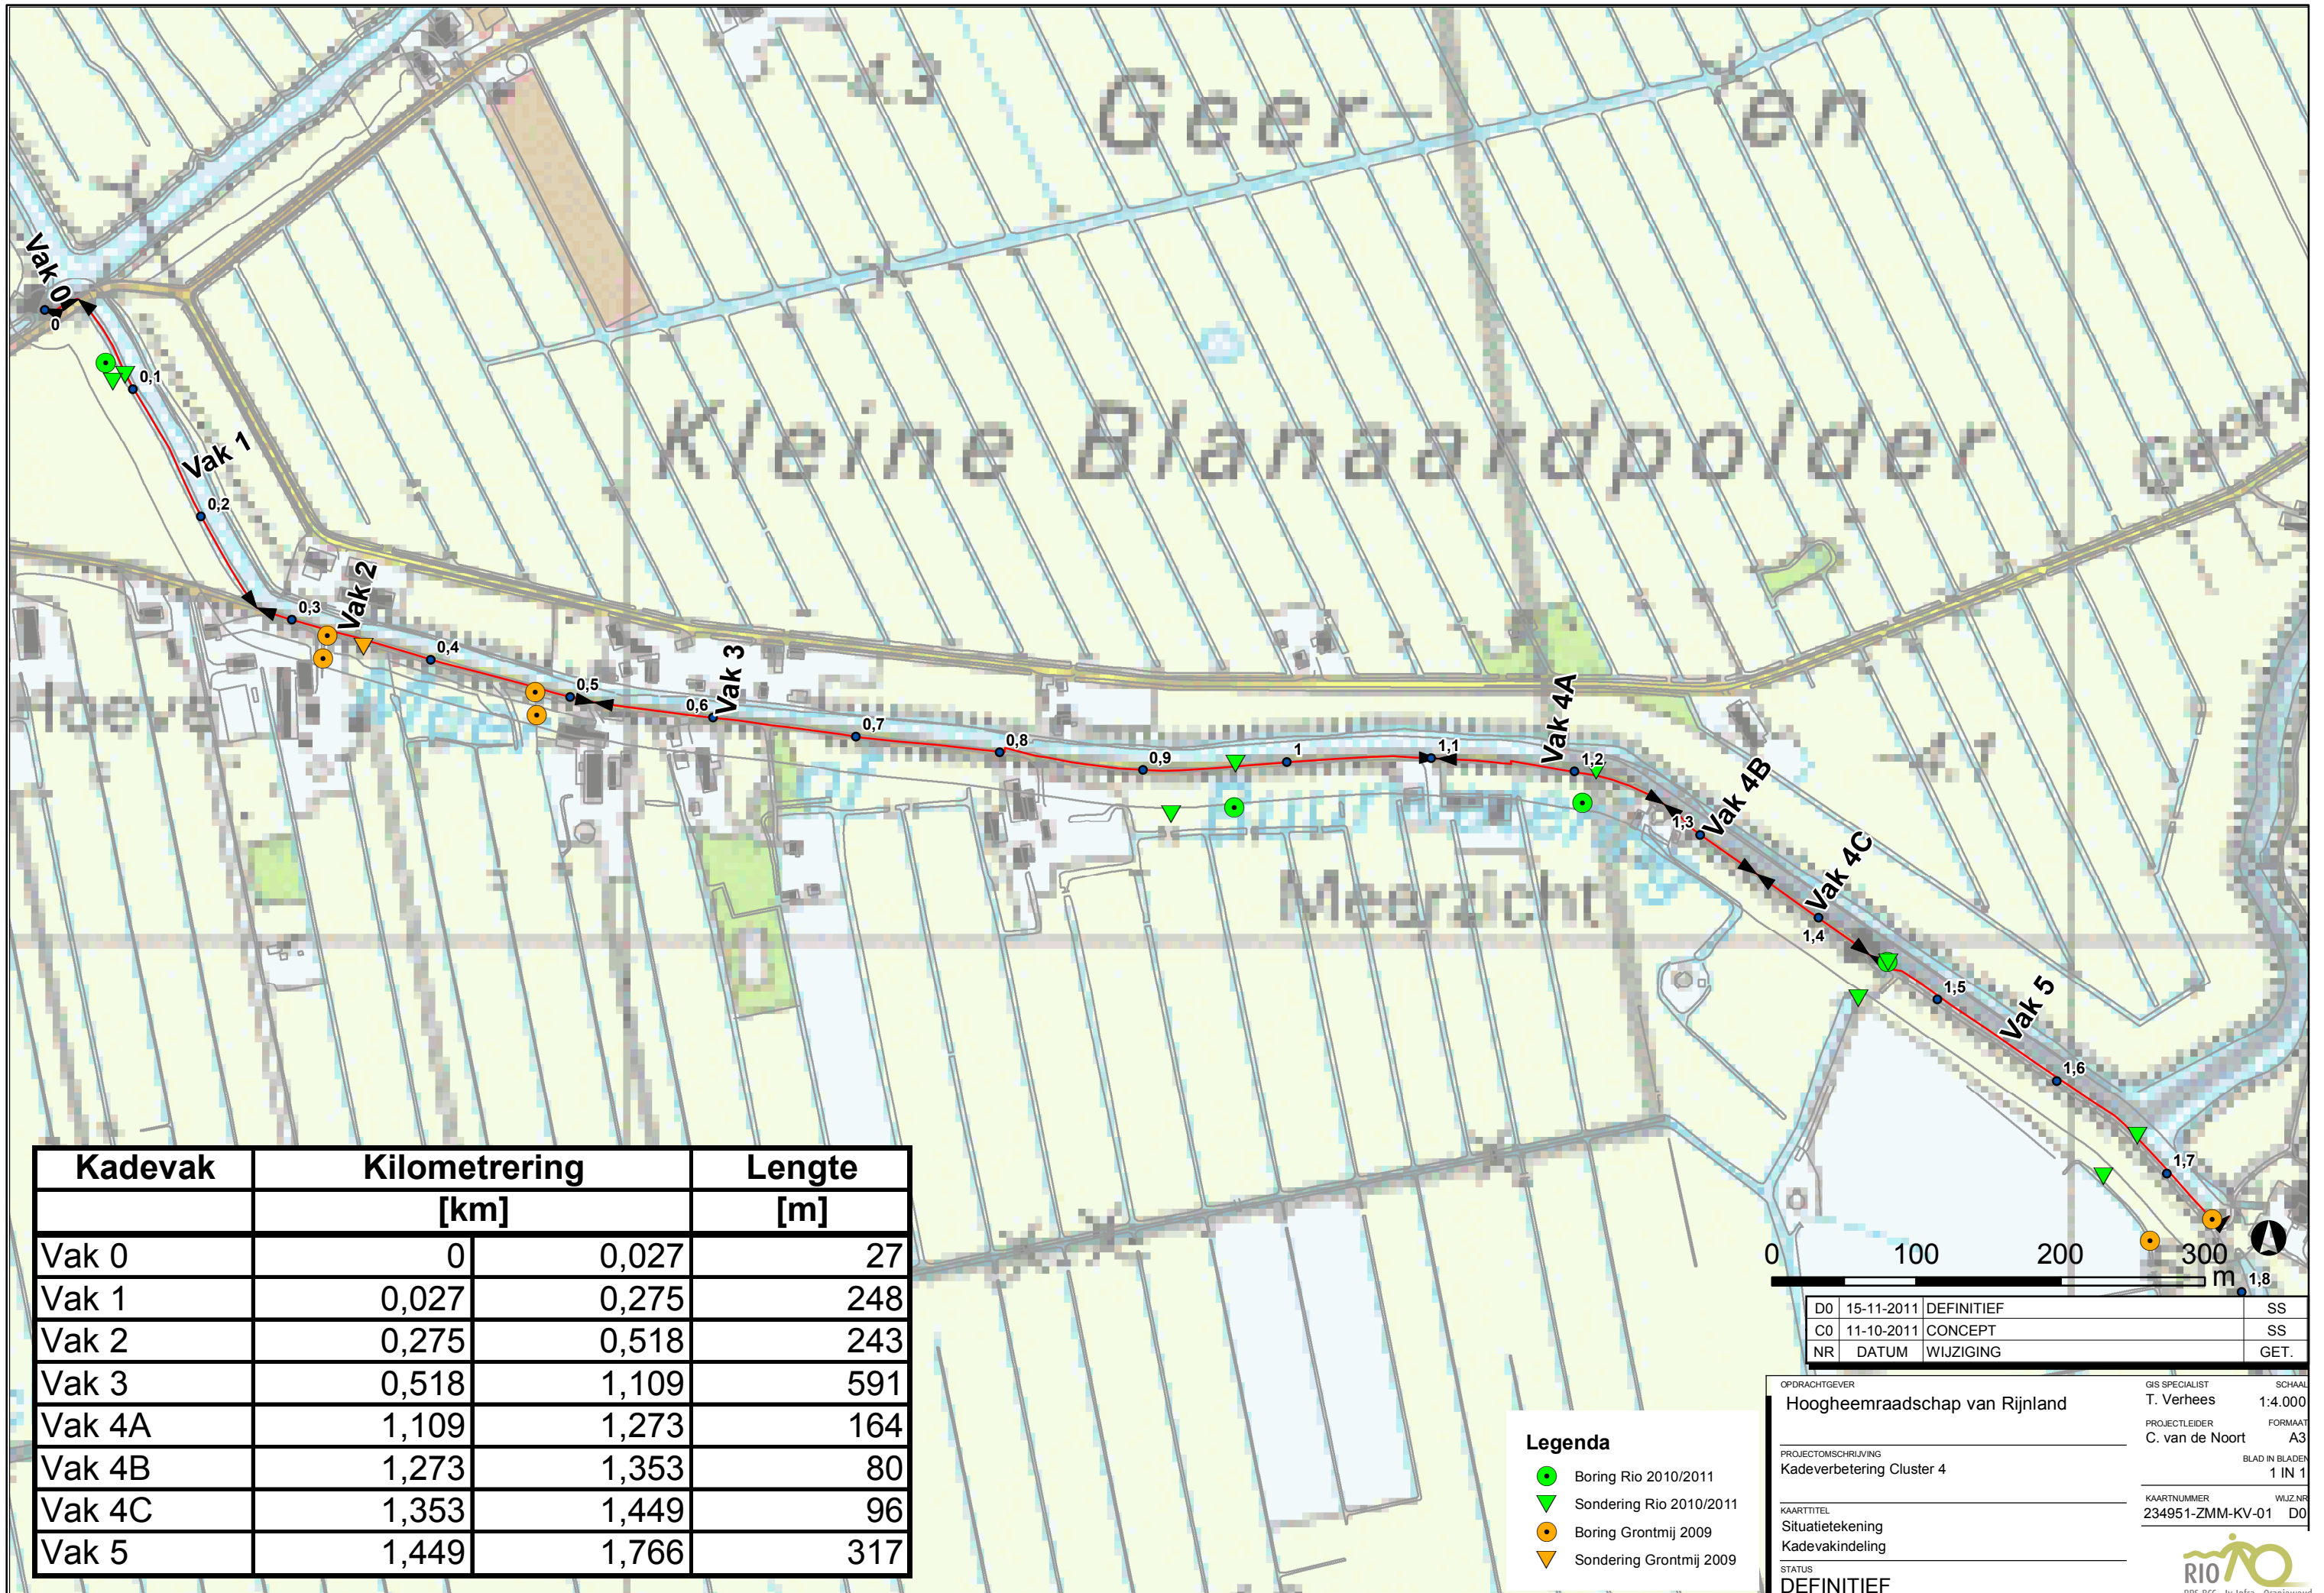 -1.3
Geer- en
Vak 0
0
0,1
Vak 1
Kleine Blanaardpolder
0,2
Vak 2
0,3
0,4
0,5
Vak 3
0,6
0,7
0,8
0,9
1
1,1
Vak 4A
1,2
Vak 4B
1,3
Meerzicht
Vak 4C
1,4
1,5
Vak 5
1,6
1,7
1,8
0 100 200 300
m
Kadevak Kilometrering Lengte
[km] [m]
Vak 0 0 0,027 27
Vak 1 0,027 0,275 248
Vak 2 0,275 0,518 243
Vak 3 0,518 1,109 591
Vak 4A 1,109 1,273 164
Vak 4B 1,273 1,353 80
Vak 4C 1,353 1,449 96
Vak 5 1,449 1,766 317
Legenda
Boring Rio 2010/2011
Sondering Rio 2010/2011
Boring Grontmij 2009
Sondering Grontmij 2009
D0 15-11-2011 DEFINITIEF SS
C0 11-10-2011 CONCEPT SS
NR DATUM WIJZIGING GET.
OPDRACHTGEVER
Hoogheemraadschap van Rijnland
PROJECTOMSCHRIJVING
Kadeverbetering Cluster 4
KAARTTITEL
Situatietekening
Kadevakindeling
STATUS
DEFINITIEF
GIS SPECIALIST SCHAAL
T. Verhees 1:4.000
PROJECTLEIDER FORMAAT
C. van de Noort A3
BLAD IN BLADEN
1 IN 1
KAARTNUMMER WIJZ.NR
234951-ZMM-KV-01 D0
RIO